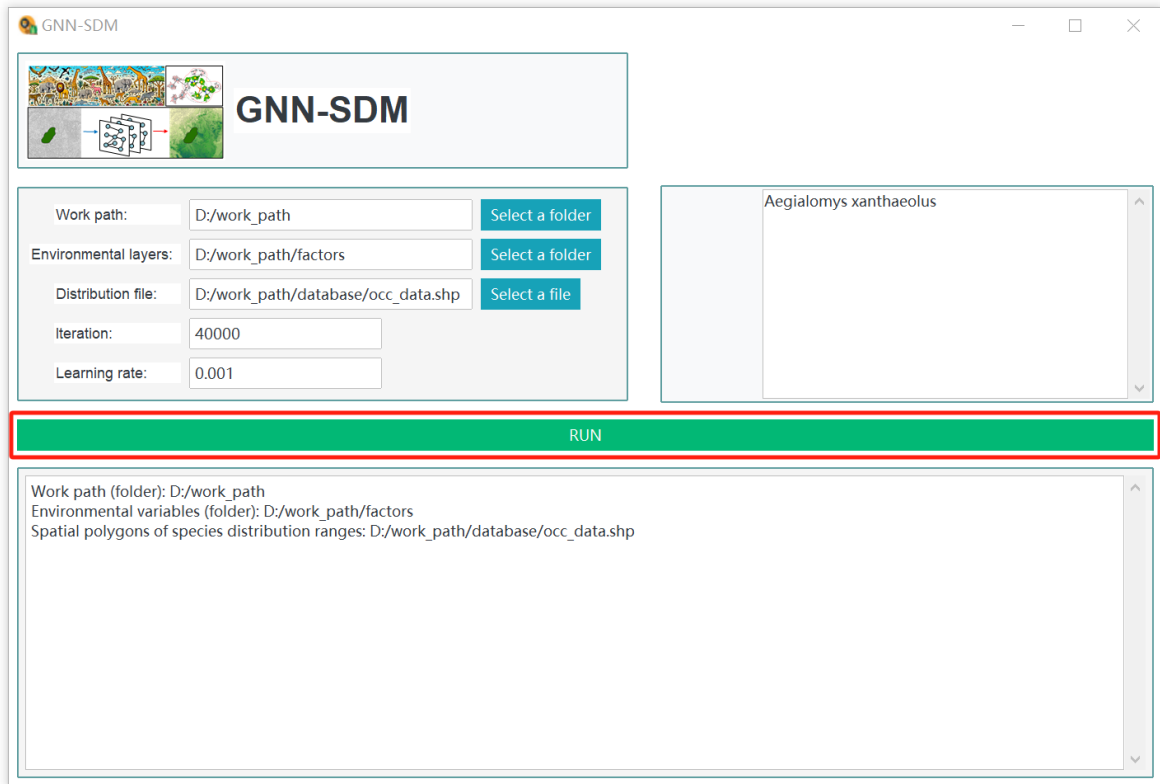 GNN-SDM
GNN-SDM
Work path:
D:/work_path
Select a folder
Environmental layers:
D:/work_path/factors
Select a folder
Distribution file:
D:/work_path/database/occ_data.shp
Select a file
Iteration:
40000
Learning rate:
0.001
Aegialomys xanthaeolus
RUN
Work path (folder): D:/work_path
Environmental variables (folder): D:/work_path/factors
Spatial polygons of species distribution ranges: D:/work_path/database/occ_data.shp